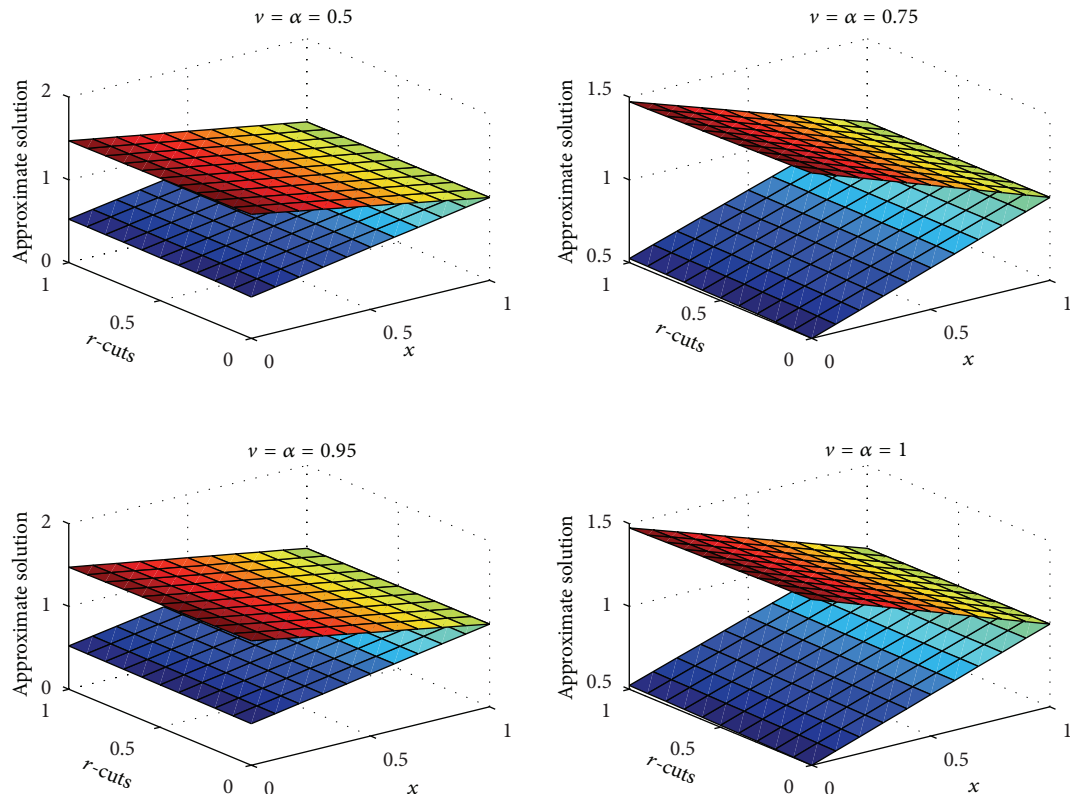 ν = α = 0.5
Approximate solution
2
1
0
1
0.5
0
r-cuts
0
0.5
1
x
ν = α = 0.75
Approximate solution
1.5
1
0.5
1
0.5
0
r-cuts
0
0.5
1
x
ν = α = 0.95
Approximate solution
2
1
0
1
0.5
0
r-cuts
0
0.5
1
x
ν = α = 1
Approximate solution
1.5
1
0.5
1
0.5
0
r-cuts
0
0.5
1
x